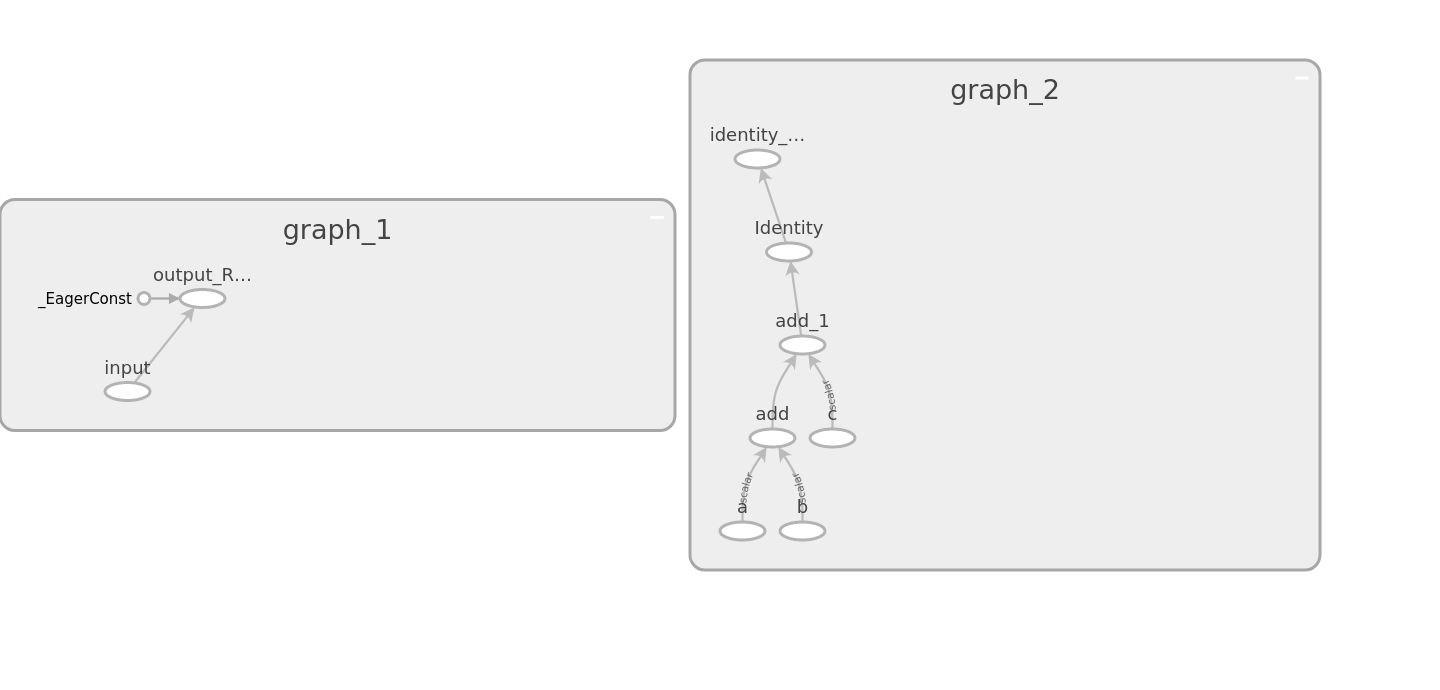 graph_1
output_R...
_EagerConst
input
graph_2
identity_...
Identity
add_1
scalar
add
c
scalar
scalar
a
b